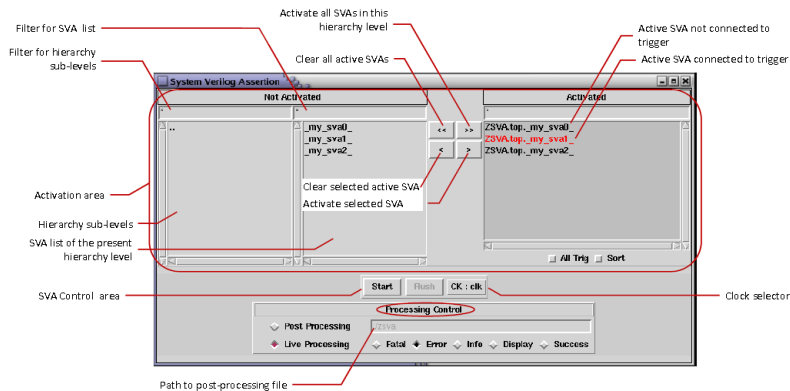 Activate all SVAs in this
hierarchy level
Filter for SVA list
Active SVA not connected to
trigger
Filter for hierarchy
sub-levels
Clear all active SVAs
Active SVA connected to trigger
System Verilog Assertion
Not Activated
Activated
*
*
*
..
_my_sva0_
_my_sva1_
_my_sva2_
<<
>>
<
>
ZSVA.top._my_sva0_
ZSVA.top._my_sva1_
ZSVA.top._my_sva2_
Clear selected active SVA
Activate selected SVA
Activation area
Hierarchy sub-levels
SVA list of the present
hierarchy level
All Trig
Sort
SVA Control area
Start
Flush
CK : clk
Clock selector
Processing Control
Post Processing
./zsva
Live Processing
Fatal
Error
Info
Display
Success
Path to post-processing file